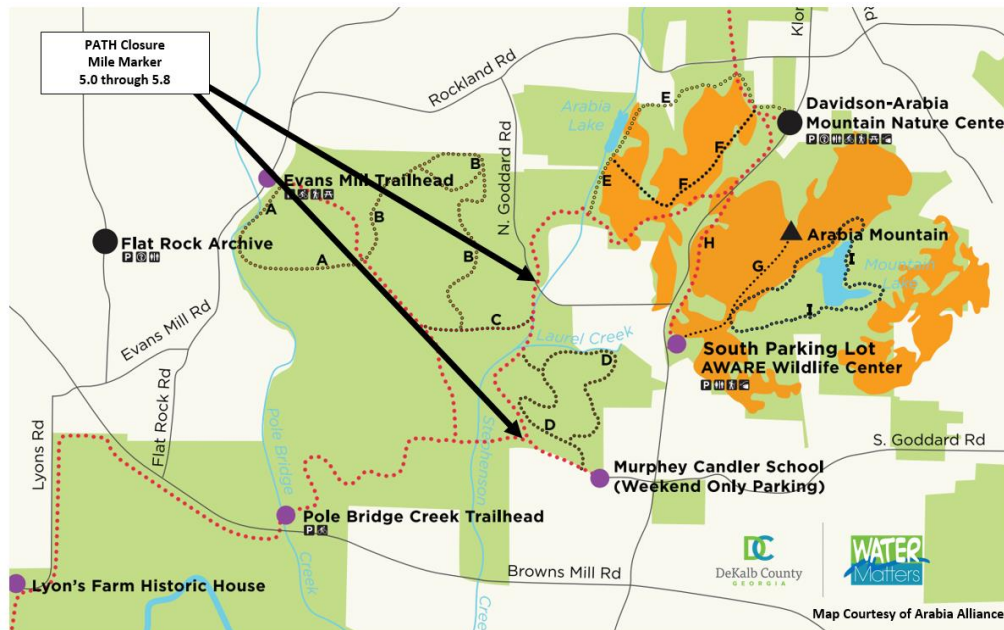 PATH Closure
Mile Marker
5.0 through 5.8
Rockland Rd
N. Goddard Rd
Arabia
Lake
E
E
F
F
Davidson-Arabia
Mountain Nature Cente
P
Evans Mill Trailhead
P
A
A
B
B
B
C
Flat Rock Archive
P
Evans Mill Rd
H
G
Arabia Mountain
Mountain
Lake
I
I
Laurel Creek
D
D
South Parking Lot
AWARE Wildlife Center
P
Lyons Rd
Flat Rock Rd
Pole Bridge
Creek
Stephenson
Cree
S. Goddard Rd
Murphey Candler School
(Weekend Only Parking)
Pole Bridge Creek Trailhead
P
Browns Mill Rd
Lyon's Farm Historic House
DC
DeKalb County
GEORGIA
WATER
Matters
Map Courtesy of Arabia Alliance